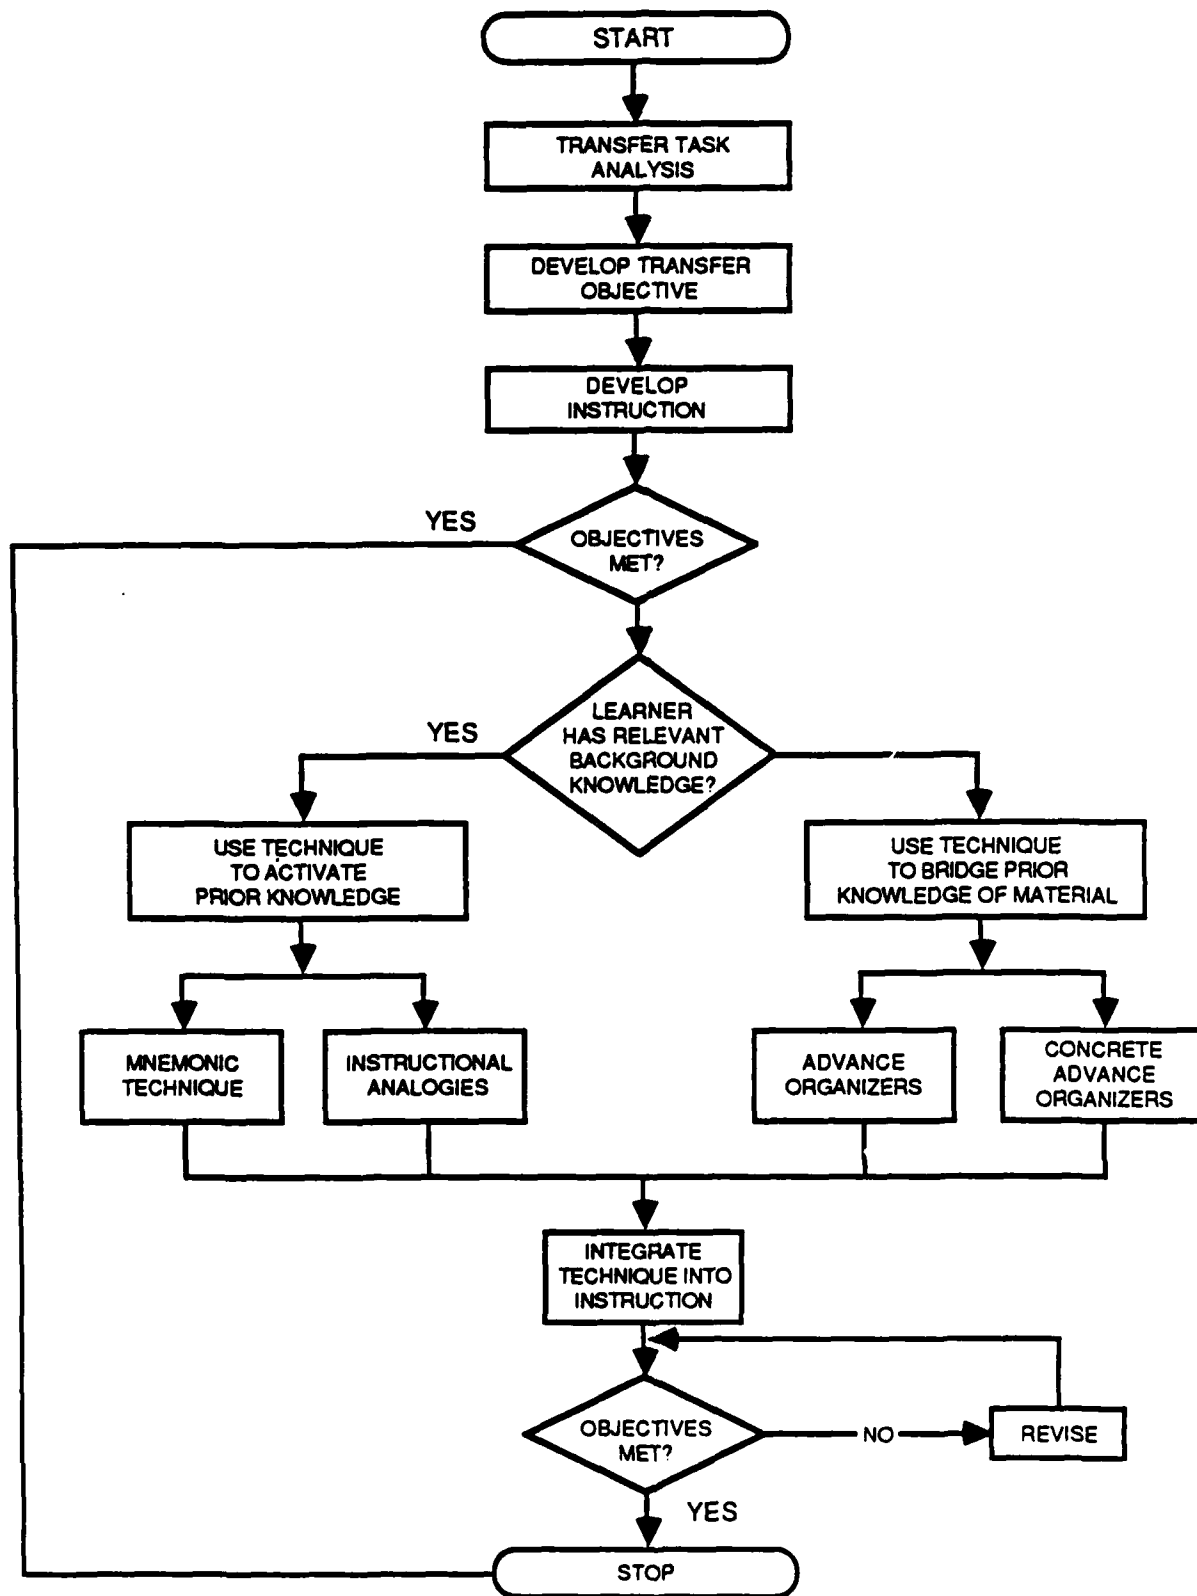 START
TRANSFER TASK
ANALYSIS
DEVELOP TRANSFER
OBJECTIVE
DEVELOP
INSTRUCTION
YES
OBJECTIVES
MET?
YES
LEARNER
HAS RELEVANT
BACKGROUND
KNOWLEDGE?
USE TECHNIQUE
TO ACTIVATE
PRIOR KNOWLEDGE
USE TECHNIQUE
TO BRIDGE PRIOR
KNOWLEDGE OF MATERIAL
MNEMONIC
TECHNIQUE
INSTRUCTIONAL
ANALOGIES
ADVANCE
ORGANIZERS
CONCRETE
ADVANCE
ORGANIZERS
INTEGRATE
TECHNIQUE INTO
INSTRUCTION
OBJECTIVES
MET?
NO
REVISE
YES
STOP